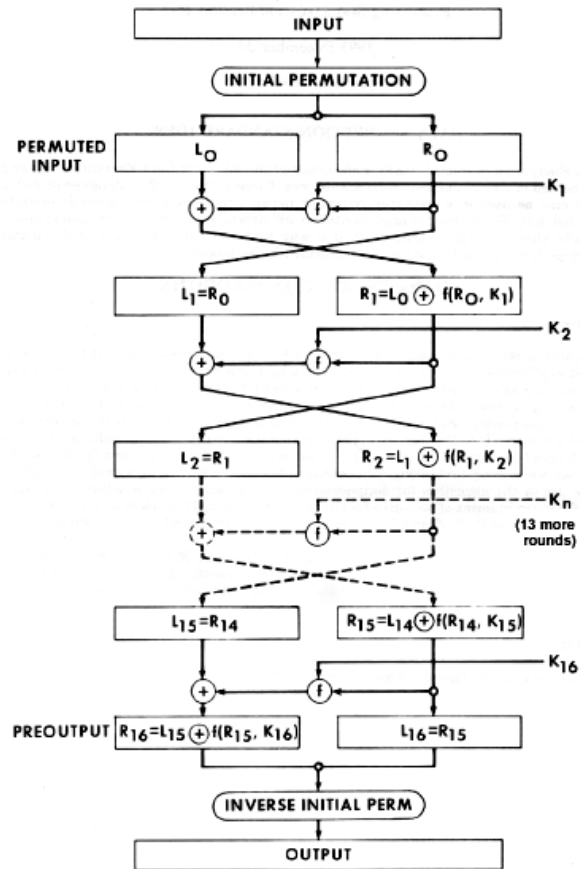 INPUT
INITIAL PERMUTATION
PERMUTED
INPUT
L0
R0
K1
+
f
L1=R0
R1=L0 + f(R0, K1)
K2
+
f
L2=R1
R2=L1 + f(R1, K2)
Kn
(13 more
rounds)
+
f
L15=R14
R15=L14 + f(R14, K15)
K16
+
f
PREOUTPUT
R16=L15 + f(R15, K16)
L16=R15
INVERSE INITIAL PERM
OUTPUT